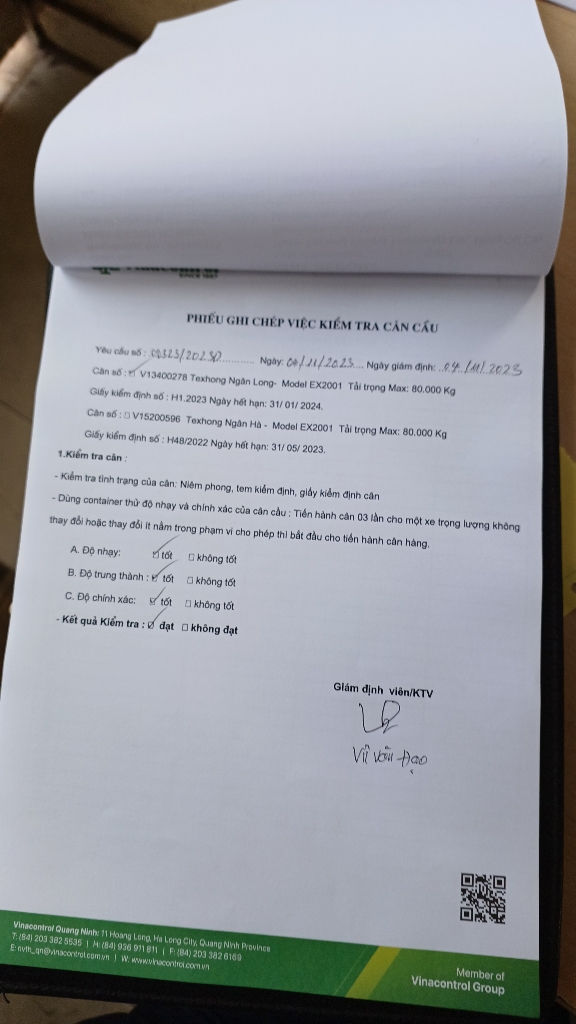 SINCE 1957
PHIẾU GHI CHÉP VIỆC KIỂM TRA CÂN CẦU
Yêu cầu số: Ngày: 04/11/2023 Ngày giám định: 04/11/2023
Cân số : ☑ V13400278 Texhong Ngân Long- Model EX2001 Tải trọng Max: 80.000 Kg
Giấy kiểm định số : H1.2023 Ngày hết hạn: 31/ 01/ 2024.
Cân số : ☐ V15200596 Texhong Ngân Hà - Model EX2001 Tải trọng Max: 80.000 Kg
Giấy kiểm định số : H48/2022 Ngày hết hạn: 31/ 05/ 2023.
1.Kiểm tra cân :
- Kiểm tra tình trạng của cân: Niêm phong, tem kiểm định, giấy kiểm định cân
- Dùng container thử độ nhạy và chính xác của cân cầu : Tiến hành cân 03 lần cho một xe trọng lượng không
thay đổi hoặc thay đổi ít nằm trong phạm vi cho phép thì bắt đầu cho tiến hành cân hàng.
A. Độ nhạy: ☑ tốt ☐ không tốt
B. Độ trung thành : ☑ tốt ☐ không tốt
C. Độ chính xác: ☑ tốt ☐ không tốt
- Kết quả Kiểm tra : ☑ đạt ☐ không đạt
Giám định viên/KTV
Vũ Văn Đạo
Vinacontrol Quang Ninh: 11 Hoang Long, Ha Long City, Quang Ninh Province
T: (84) 203 382 5535 | H: (84) 936 911 811 | F: (84) 203 382 6169
E: nvth_qn@vinacontrol.com.vn | W: www.vinacontrol.com.vn
Member of
Vinacontrol Group